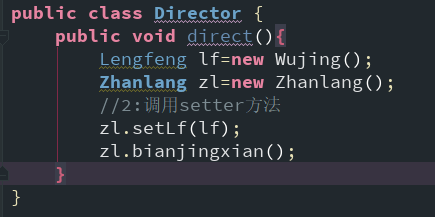 public class Director {
    public void direct(){
        Lengfeng lf=new Wujing();
        Zhanlang zl=new Zhanlang();
        //2:调用setter方法
        zl.setLf(lf);
        zl.bianjingxian();
    }
}